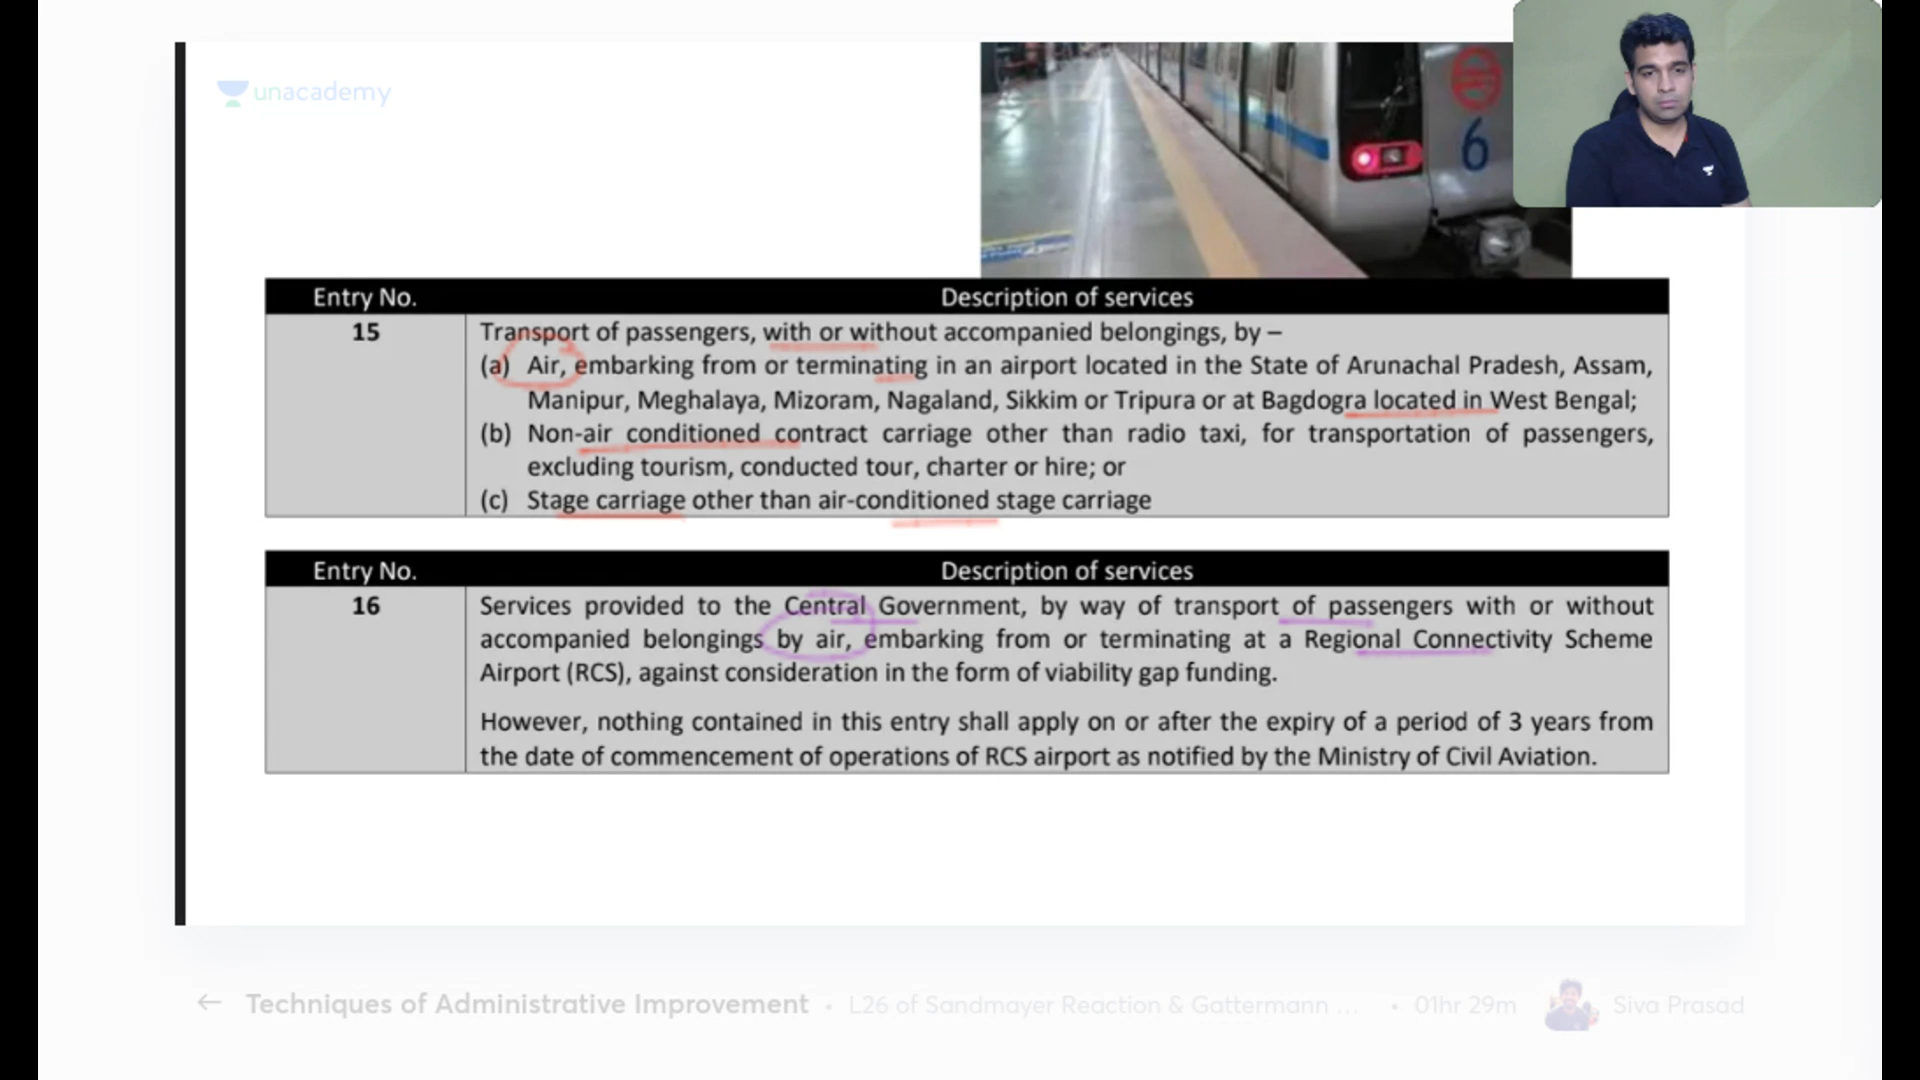 unacademy
6
Entry No. Description of services
15 Transport of passengers, with or without accompanied belongings, by –
(a) Air, embarking from or terminating in an airport located in the State of Arunachal Pradesh, Assam,
Manipur, Meghalaya, Mizoram, Nagaland, Sikkim or Tripura or at Bagdogra located in West Bengal;
(b) Non-air conditioned contract carriage other than radio taxi, for transportation of passengers,
excluding tourism, conducted tour, charter or hire; or
(c) Stage carriage other than air-conditioned stage carriage
Entry No. Description of services
16 Services provided to the Central Government, by way of transport of passengers with or without
accompanied belongings by air, embarking from or terminating at a Regional Connectivity Scheme
Airport (RCS), against consideration in the form of viability gap funding.
However, nothing contained in this entry shall apply on or after the expiry of a period of 3 years from
the date of commencement of operations of RCS airport as notified by the Ministry of Civil Aviation.
← Techniques of Administrative Improvement • L26 of Sandmayer Reaction & Gattermann ... • 01hr 29m Siva Prasad